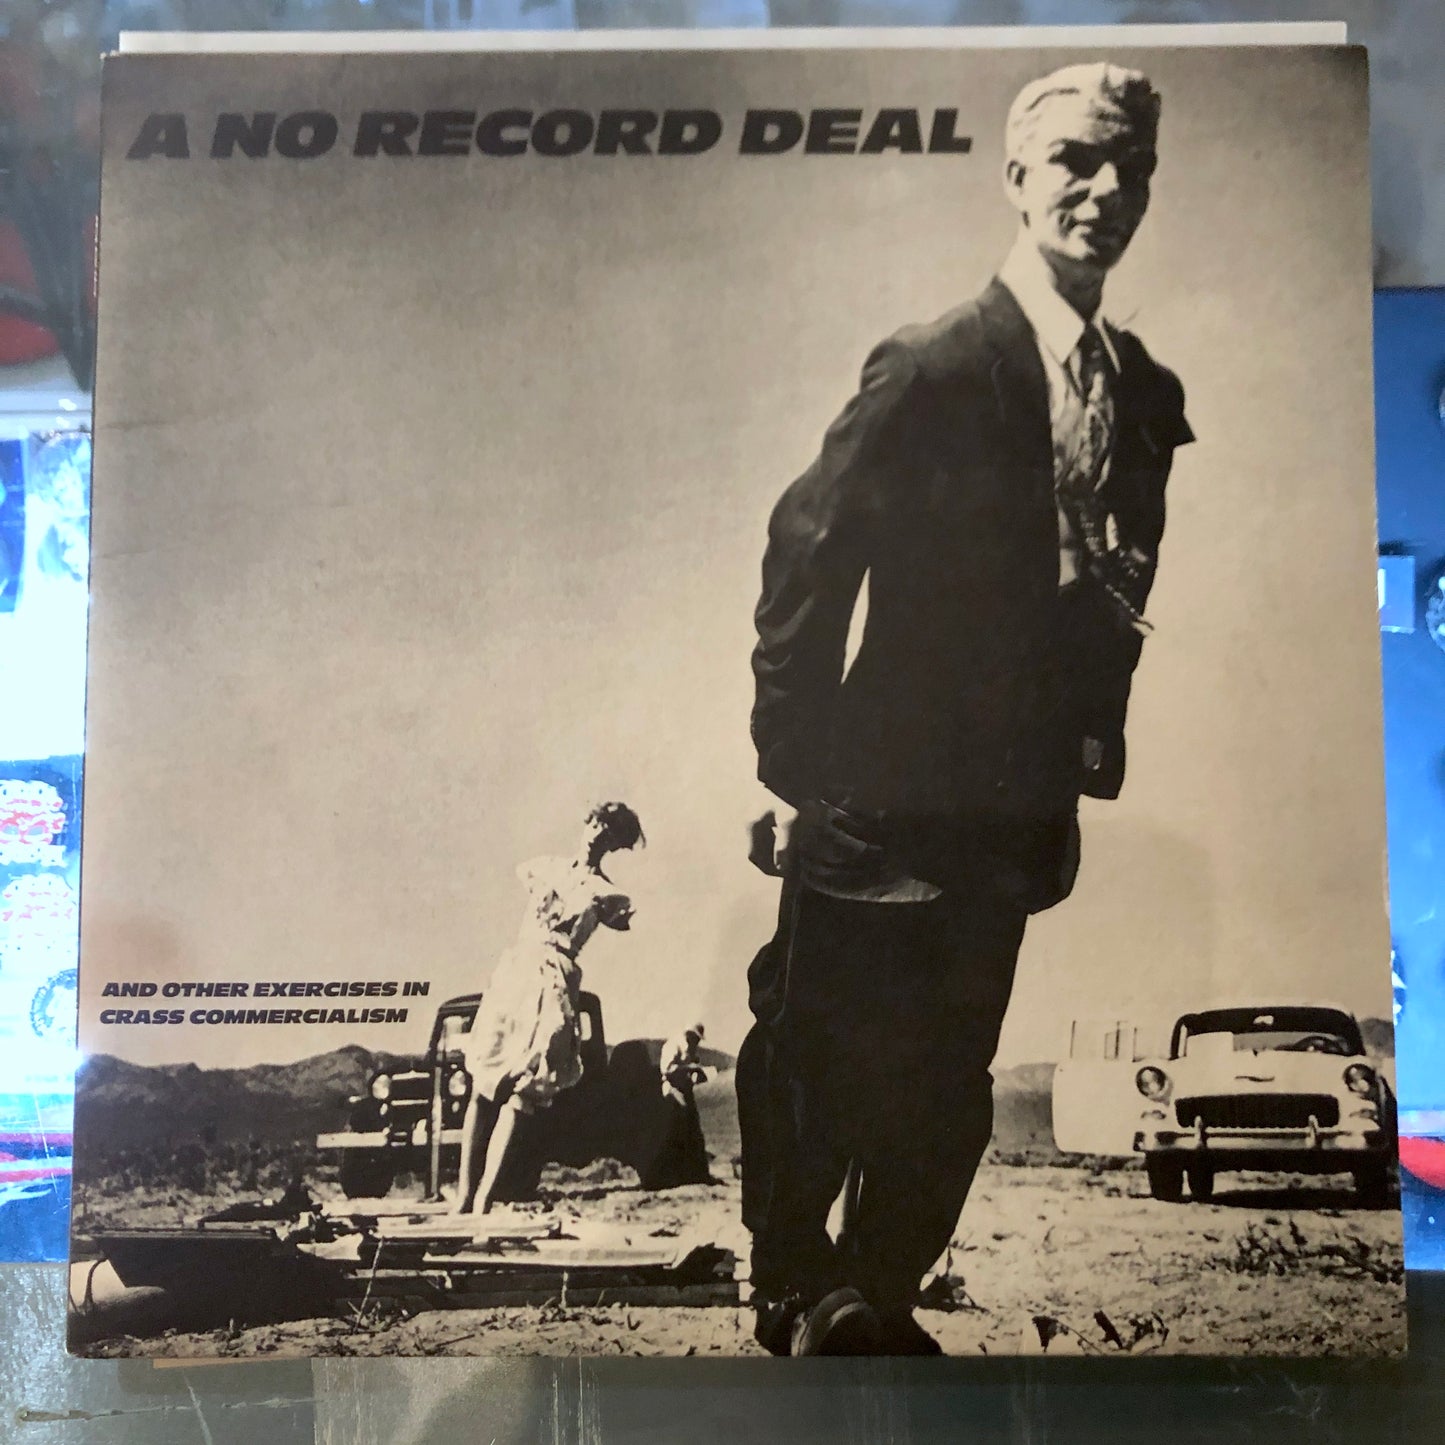 A NO RECORD DEAL
AND OTHER EXERCISES IN
CRASS COMMERCIALISM